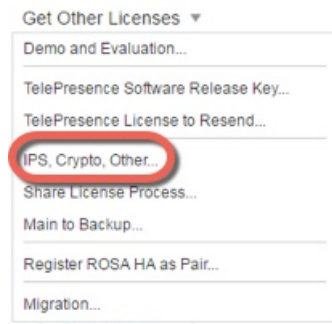 Get Other Licenses ▼
Demo and Evaluation...
TelePresence Software Release Key...
TelePresence License to Resend...
IPS, Crypto, Other...
Share License Process...
Main to Backup...
Register ROSA HA as Pair...
Migration...